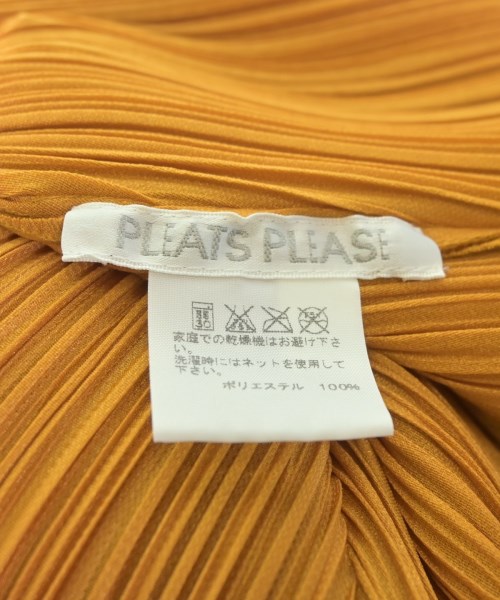 PLEATS PLEASE
弱 30
家庭での乾燥機はお避け下さ
い。
洗濯時にはネットを使用して
下さい。
ポリエステル 100%